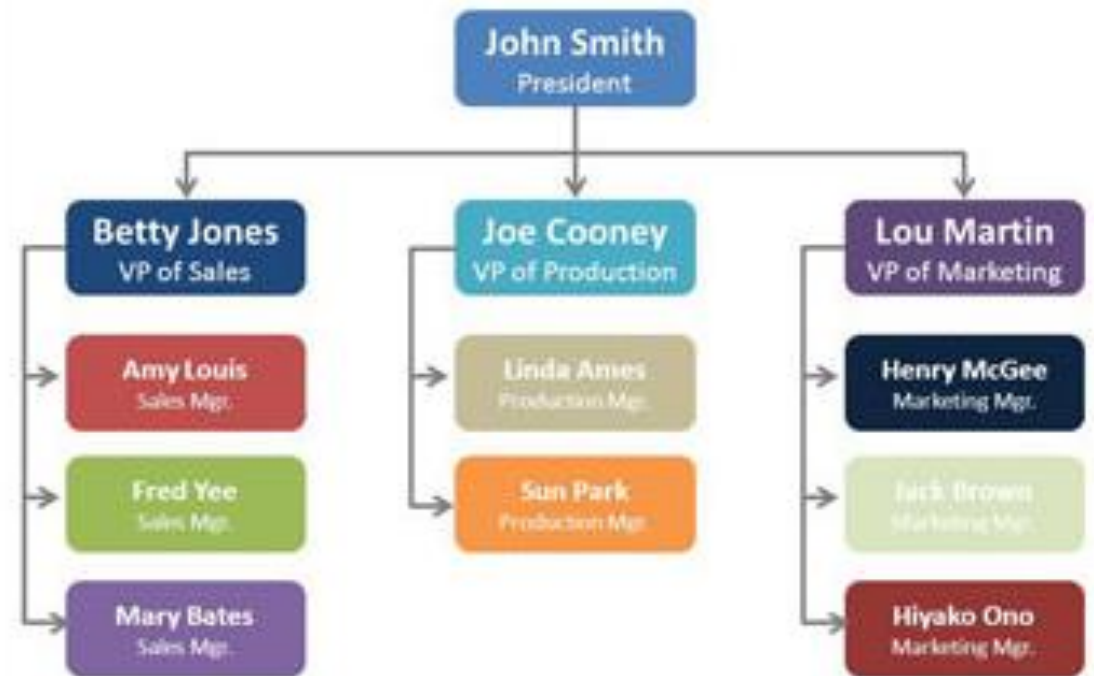 John Smith
President
Betty Jones
VP of Sales
Joe Cooney
VP of Production
Lou Martin
VP of Marketing
Amy Louis
Sales Mgr.
Linda Ames
Production Mgr.
Henry McGee
Marketing Mgr.
Fred Yee
Sales Mgr.
Sun Park
Production Mgr.
Jack Brown
Marketing Mgr.
Mary Bates
Sales Mgr.
Hiyako Ono
Marketing Mgr.